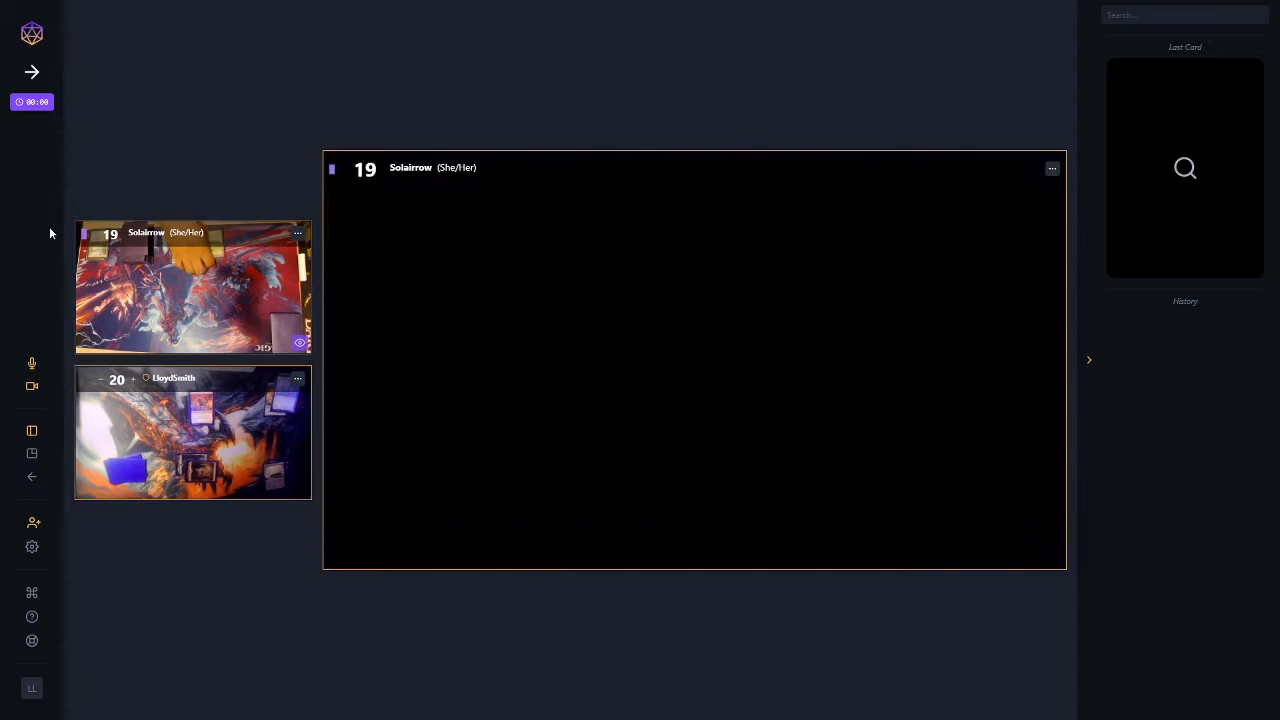 Search...
Last Card
00:00
19 Solairrow (She/Her)
19 Solairrow (She/Her)
− 20 + LloydSmith
History
LL